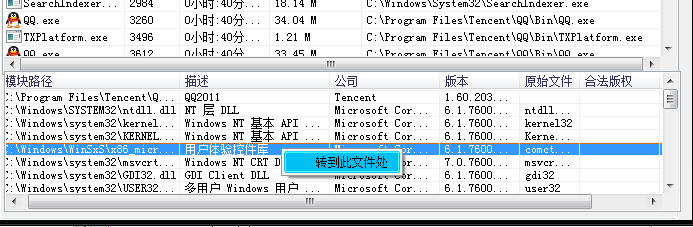 SearchIndexer... 2984 0小时:40分... 18.14 M C:\Windows\System32\SearchIndexer...
QQ.exe 3260 0小时:40分... 34.04 M C:\Program Files\Tencent\QQ\Bin\QQ.exe
TXPlatform.exe 3496 0小时:40分... 1.21 M C:\Program Files\Tencent\QQ\Bin\TXPlatform.exe
QQ.exe 3612 0小时:40分... 33.45 M C:\Program Files\Tencent\QQ\Bin\QQ.exe
模块路径 描述 公司 版本 原始文件 合法版权
C:\Program Files\Tencent\Q... QQ2011 Tencent 1.60.203...
C:\Windows\SYSTEM32\ntdll.dll NT 层 DLL Microsoft Cor... 6.1.7600... ntdll...
C:\Windows\system32\kernel... Windows NT 基本 API ... Microsoft Cor... 6.1.7600... kernel32
C:\Windows\system32\KERNEL... Windows NT 基本 API ... Microsoft Cor... 6.1.7600... Kerne...
C:\Windows\WinSxS\x86_micr... 用户体验控件库 Microsoft Cor... 6.1.7600... comct...
转到此文件处
C:\Windows\system32\msvcrt... Windows NT CRT D Microsoft Cor... 7.0.7600... msvcr...
C:\Windows\system32\GDI32.dll GDI Client DLL Microsoft Cor... 6.1.7600... gdi32
C:\Windows\system32\USER32... 多用户 Windows 用户 ... Microsoft Cor... 6.1.7600... user32